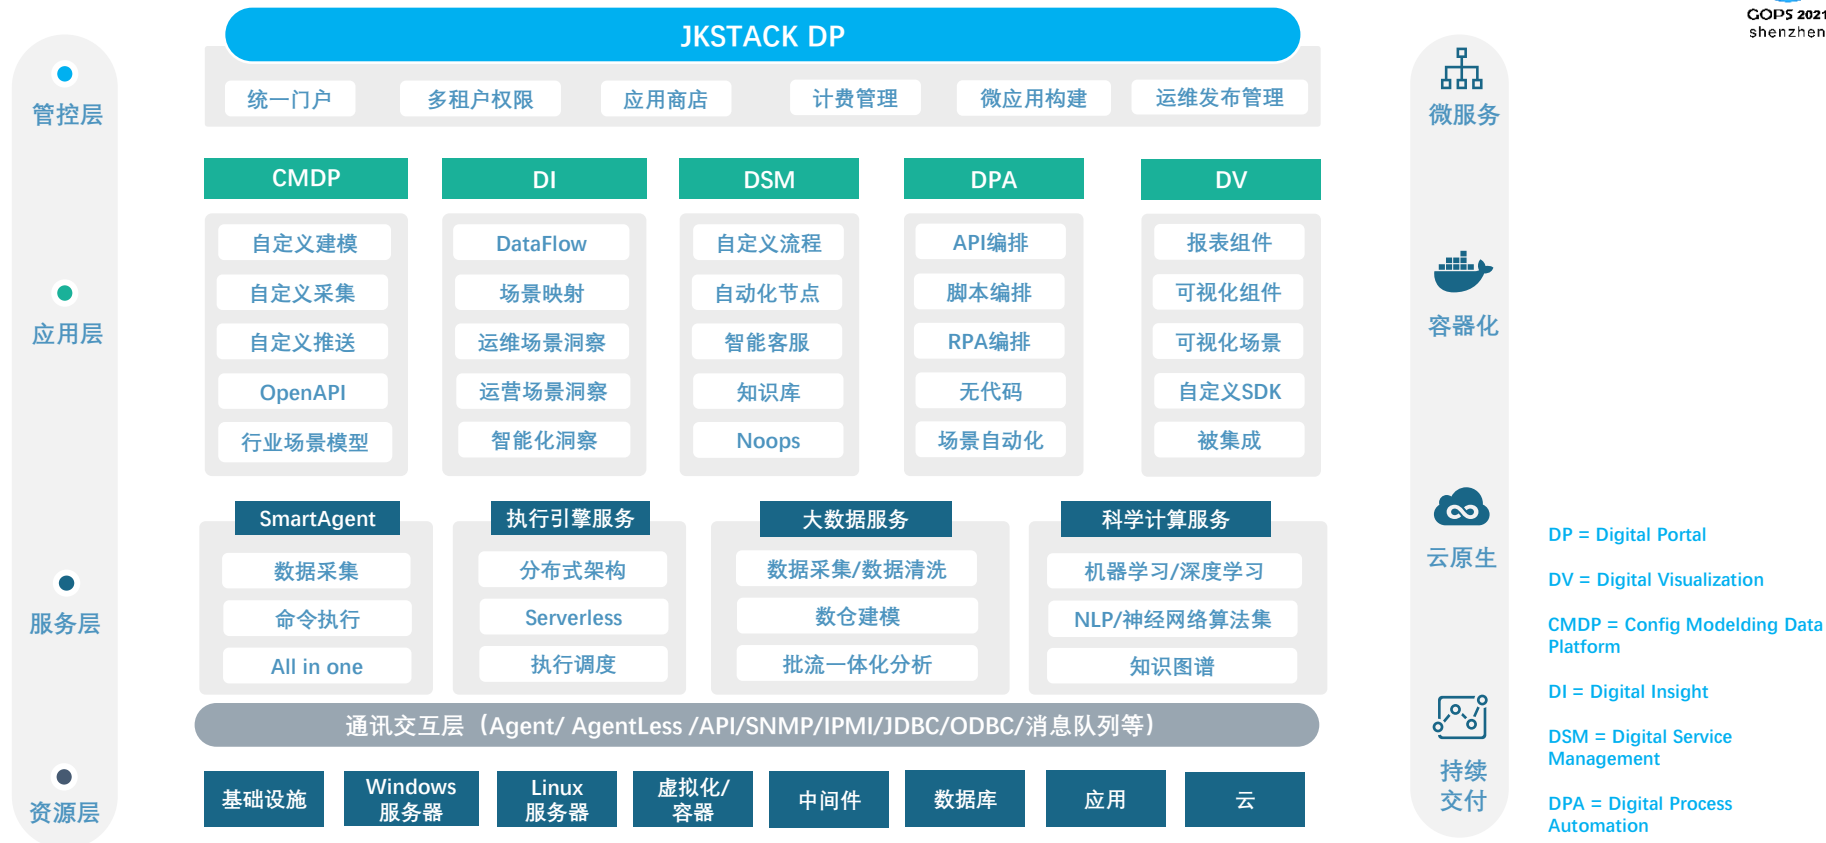 GOPS 2021
shenzhen
JKSTACK DP
统一门户
多租户权限
应用商店
计费管理
微应用构建
运维发布管理
管控层
应用层
服务层
资源层
CMDP
自定义建模
自定义采集
自定义推送
OpenAPI
行业场景模型
DI
DataFlow
场景映射
运维场景洞察
运营场景洞察
智能化洞察
DSM
自定义流程
自动化节点
智能客服
知识库
Noops
DPA
API编排
脚本编排
RPA编排
无代码
场景自动化
DV
报表组件
可视化组件
可视化场景
自定义SDK
被集成
SmartAgent
数据采集
命令执行
All in one
执行引擎服务
分布式架构
Serverless
执行调度
大数据服务
数据采集/数据清洗
数仓建模
批流一体化分析
科学计算服务
机器学习/深度学习
NLP/神经网络算法集
知识图谱
通讯交互层（Agent/ AgentLess /API/SNMP/IPMI/JDBC/ODBC/消息队列等）
基础设施
Windows
服务器
Linux
服务器
虚拟化/
容器
中间件
数据库
应用
云
微服务
容器化
云原生
持续
交付
DP = Digital Portal
DV = Digital Visualization
CMDP = Config Modelding Data
Platform
DI = Digital Insight
DSM = Digital Service
Management
DPA = Digital Process
Automation